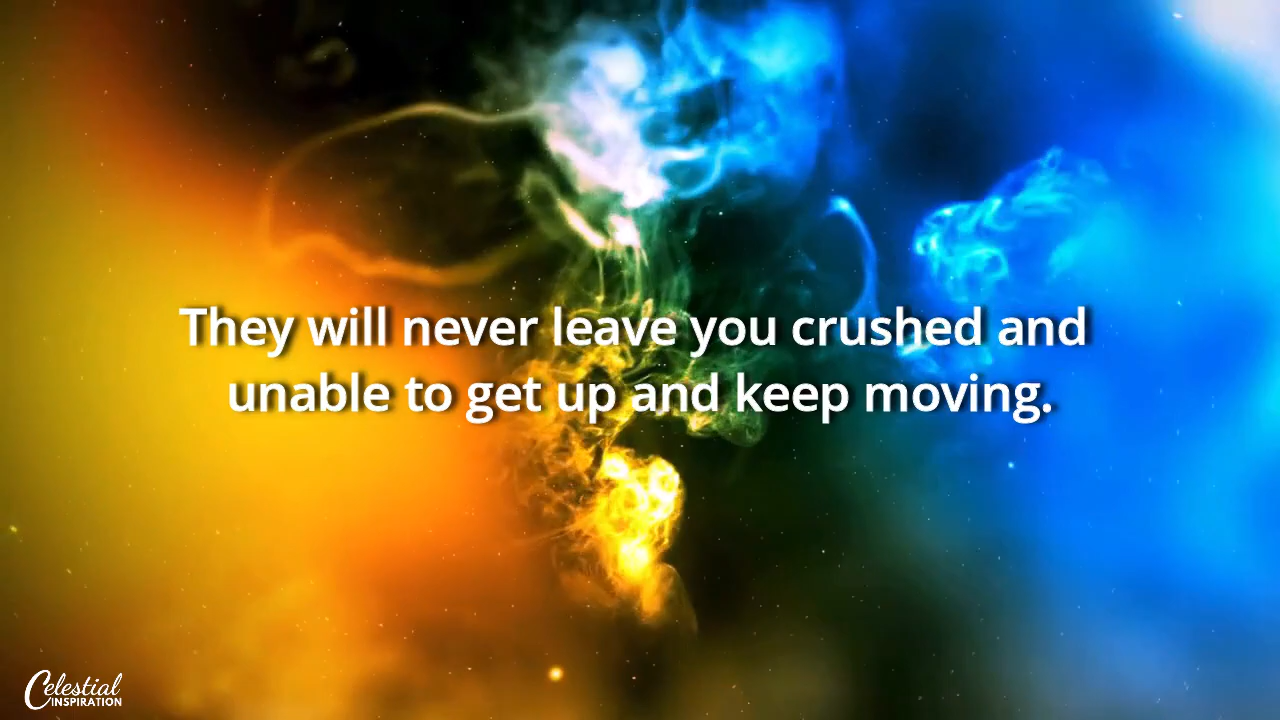 They will never leave you crushed and
unable to get up and keep moving.
Celestial
INSPIRATION